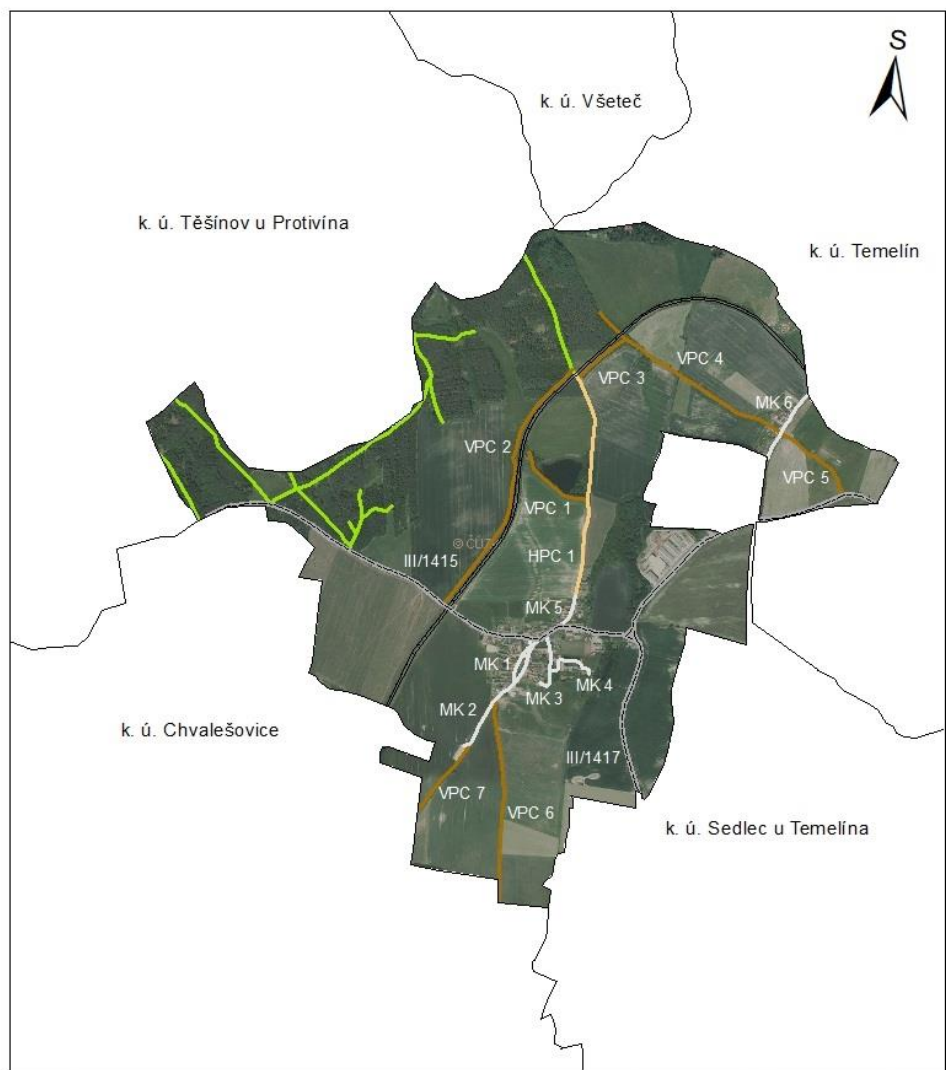 S
k. ú. Všeteč
k. ú. Těšínov u Protivína
k. ú. Temelín
VPC 3
VPC 4
MK 6
VPC 2
VPC 5
VPC 1
© ČÚZ
HPC 1
III/1415
MK 5
MK 1
MK 4
MK 3
MK 2
k. ú. Chvalešovice
III/1417
VPC 7
VPC 6
k. ú. Sedlec u Temelína